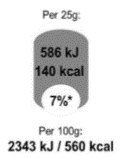 Per 25g:
586 kJ
140 kcal
7%*
Per 100g:
2343 kJ / 560 kcal